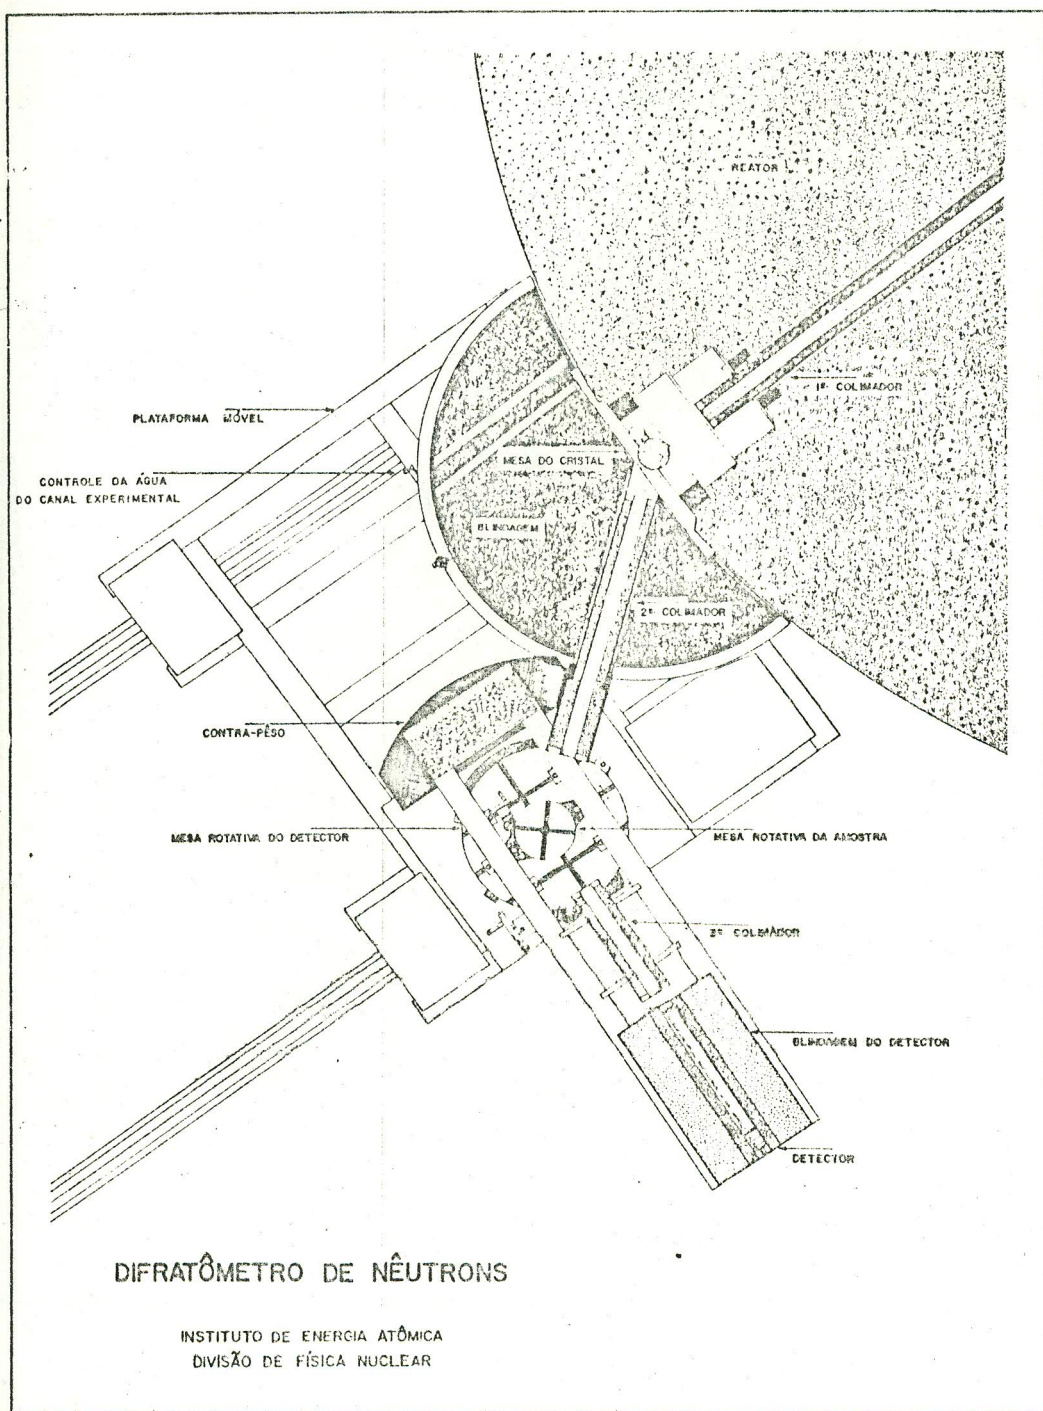 REATOR
1º COLIMADOR
PLATAFORMA MÓVEL
MESA DO CRISTAL
CONTROLE DA ÁGUA
DO CANAL EXPERIMENTAL
BLINDAGEM
2º COLIMADOR
CONTRA-PÊSO
MESA ROTATIVA DO DETECTOR
MESA ROTATIVA DA AMOSTRA
3º COLIMADOR
BLINDAGEM DO DETECTOR
DETECTOR
DIFRATÔMETRO DE NÊUTRONS
INSTITUTO DE ENERGIA ATÔMICA
DIVISÃO DE FÍSICA NUCLEAR